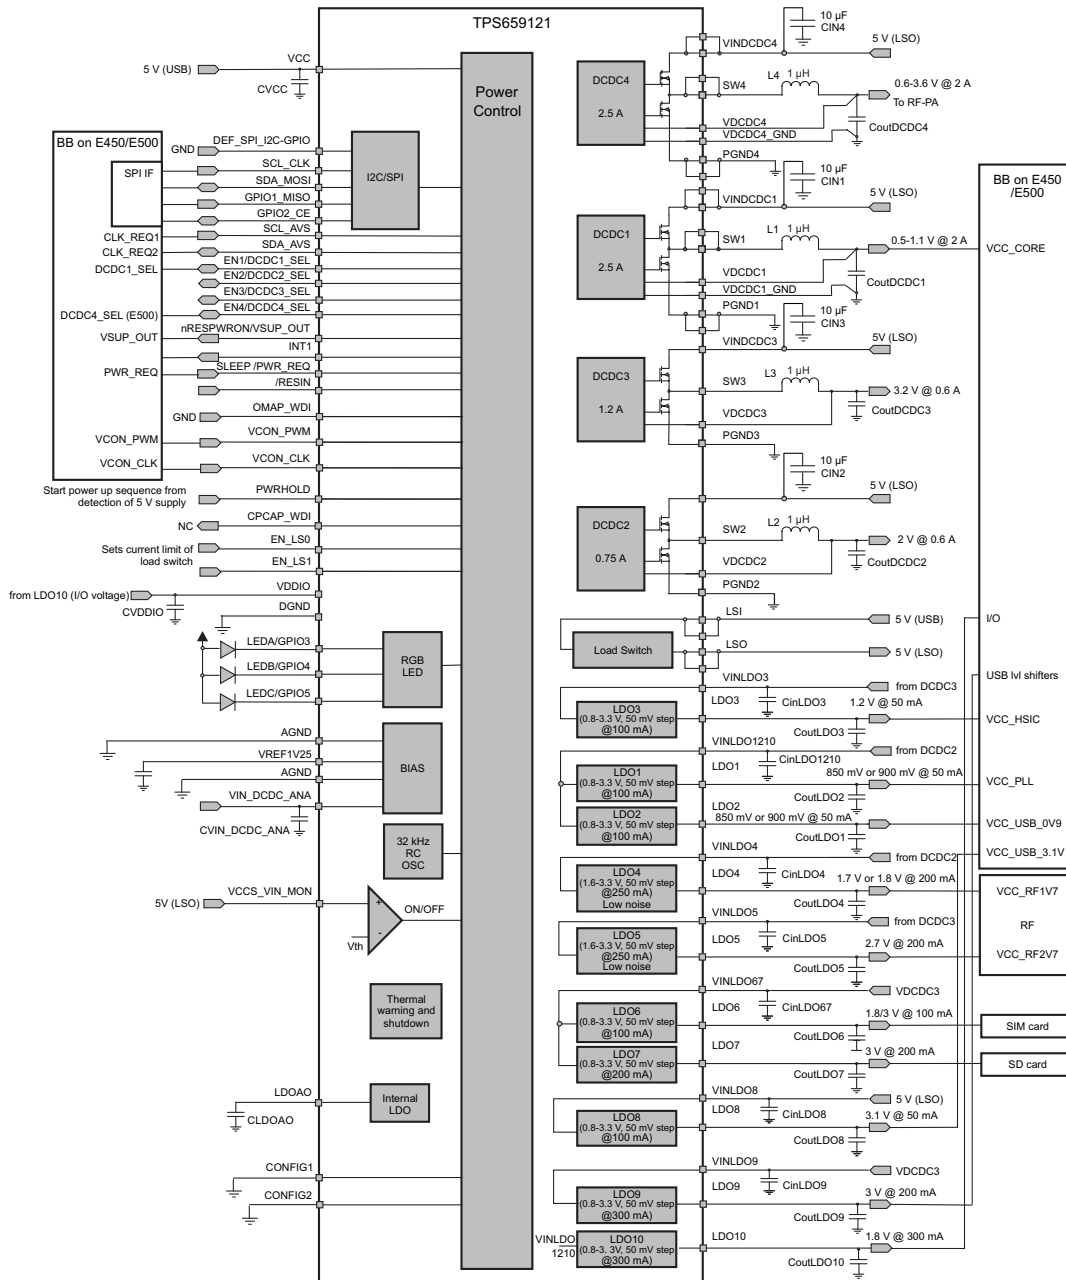 TPS659121
Power
Control
VCC
5 V (USB)
CVCC
BB on E450/E500
SPI IF
DEF_SPI_I2C-GPIO
GND
SCL_CLK
SDA_MOSI
GPIO1_MISO
GPIO2_CE
I2C/SPI
CLK_REQ1
SCL_AVS
CLK_REQ2
SDA_AVS
DCDC1_SEL
EN1/DCDC1_SEL
EN2/DCDC2_SEL
EN3/DCDC3_SEL
DCDC4_SEL (E500)
EN4/DCDC4_SEL
VSUP_OUT
nRESPWRON/VSUP_OUT
INT1
PWR_REQ
SLEEP /PWR_REQ
/RESIN
GND
OMAP_WDI
VCON_PWM
VCON_PWM
VCON_CLK
VCON_CLK
Start power up sequence from
detection of 5 V supply
PWRHOLD
NC
CPCAP_WDI
Sets current limit of
load switch
EN_LS0
EN_LS1
from LDO10 (I/O voltage)
VDDIO
CVDDIO
DGND
LEDA/GPIO3
LEDB/GPIO4
LEDC/GPIO5
RGB
LED
AGND
VREF1V25
AGND
VIN_DCDC_ANA
CVIN_DCDC_ANA
BIAS
32 kHz
RC
OSC
5V (LSO)
VCCS_VIN_MON
+
-
Vth
ON/OFF
Thermal
warning and
shutdown
LDOAO
CLDOAO
Internal
LDO
CONFIG1
CONFIG2
10 µF
CIN4
VINDCDC4
5 V (LSO)
DCDC4
2.5 A
SW4
L4
1 µH
0.6-3.6 V @ 2 A
To RF-PA
VDCDC4
VDCDC4_GND
CoutDCDC4
PGND4
10 µF
CIN1
VINDCDC1
5 V (LSO)
DCDC1
2.5 A
SW1
L1
1 µH
0.5-1.1 V @ 2 A
VDCDC1
VDCDC1_GND
CoutDCDC1
PGND1
10 µF
CIN3
VINDCDC3
5V (LSO)
DCDC3
1.2 A
SW3
L3
1 µH
3.2 V @ 0.6 A
VDCDC3
CoutDCDC3
PGND3
10 µF
CIN2
5 V (LSO)
DCDC2
0.75 A
SW2
L2
1 µH
2 V @ 0.6 A
VDCDC2
CoutDCDC2
PGND2
LSI
5 V (USB)
Load Switch
LSO
5 V (LSO)
VINLDO3
from DCDC3
LDO3
(0.8-3.3 V, 50 mV step
@100 mA)
LDO3
CinLDO3
1.2 V @ 50 mA
CoutLDO3
VINLDO1210
from DCDC2
CinLDO1210
LDO1
(0.8-3.3 V, 50 mV step
@100 mA)
LDO1
850 mV or 900 mV @ 50 mA
CoutLDO2
LDO2
(0.8-3.3 V, 50 mV step
@100 mA)
LDO2
850 mV or 900 mV @ 50 mA
CoutLDO1
VINLDO4
from DCDC2
LDO4
(1.6-3.3 V, 50 mV step
@250 mA)
Low noise
LDO4
CinLDO4
1.7 V or 1.8 V @ 200 mA
CoutLDO4
VINLDO5
from DCDC3
LDO5
(1.6-3.3 V, 50 mV step
@250 mA)
Low noise
LDO5
CinLDO5
2.7 V @ 200 mA
CoutLDO5
VINLDO67
VDCDC3
LDO6
(0.8-3.3 V, 50 mV step
@100 mA)
LDO6
CinLDO67
1.8/3 V @ 100 mA
CoutLDO6
LDO7
(0.8-3.3 V, 50 mV step
@200 mA)
LDO7
3 V @ 200 mA
CoutLDO7
VINLDO8
5 V (LSO)
LDO8
(0.8-3.3 V, 50 mV step
@100 mA)
LDO8
CinLDO8
3.1 V @ 50 mA
CoutLDO8
VINLDO9
VDCDC3
LDO9
(0.8-3.3 V, 50 mV step
@300 mA)
LDO9
CinLDO9
3 V @ 200 mA
CoutLDO9
VINLDO
1210
LDO10
(0.8-3. 3V, 50 mV step
@300 mA)
LDO10
1.8 V @ 300 mA
CoutLDO10
BB on E450
/E500
VCC_CORE
I/O
USB lvl shifters
VCC_HSIC
VCC_PLL
VCC_USB_0V9
VCC_USB_3.1V
VCC_RF1V7
RF
VCC_RF2V7
SIM card
SD card